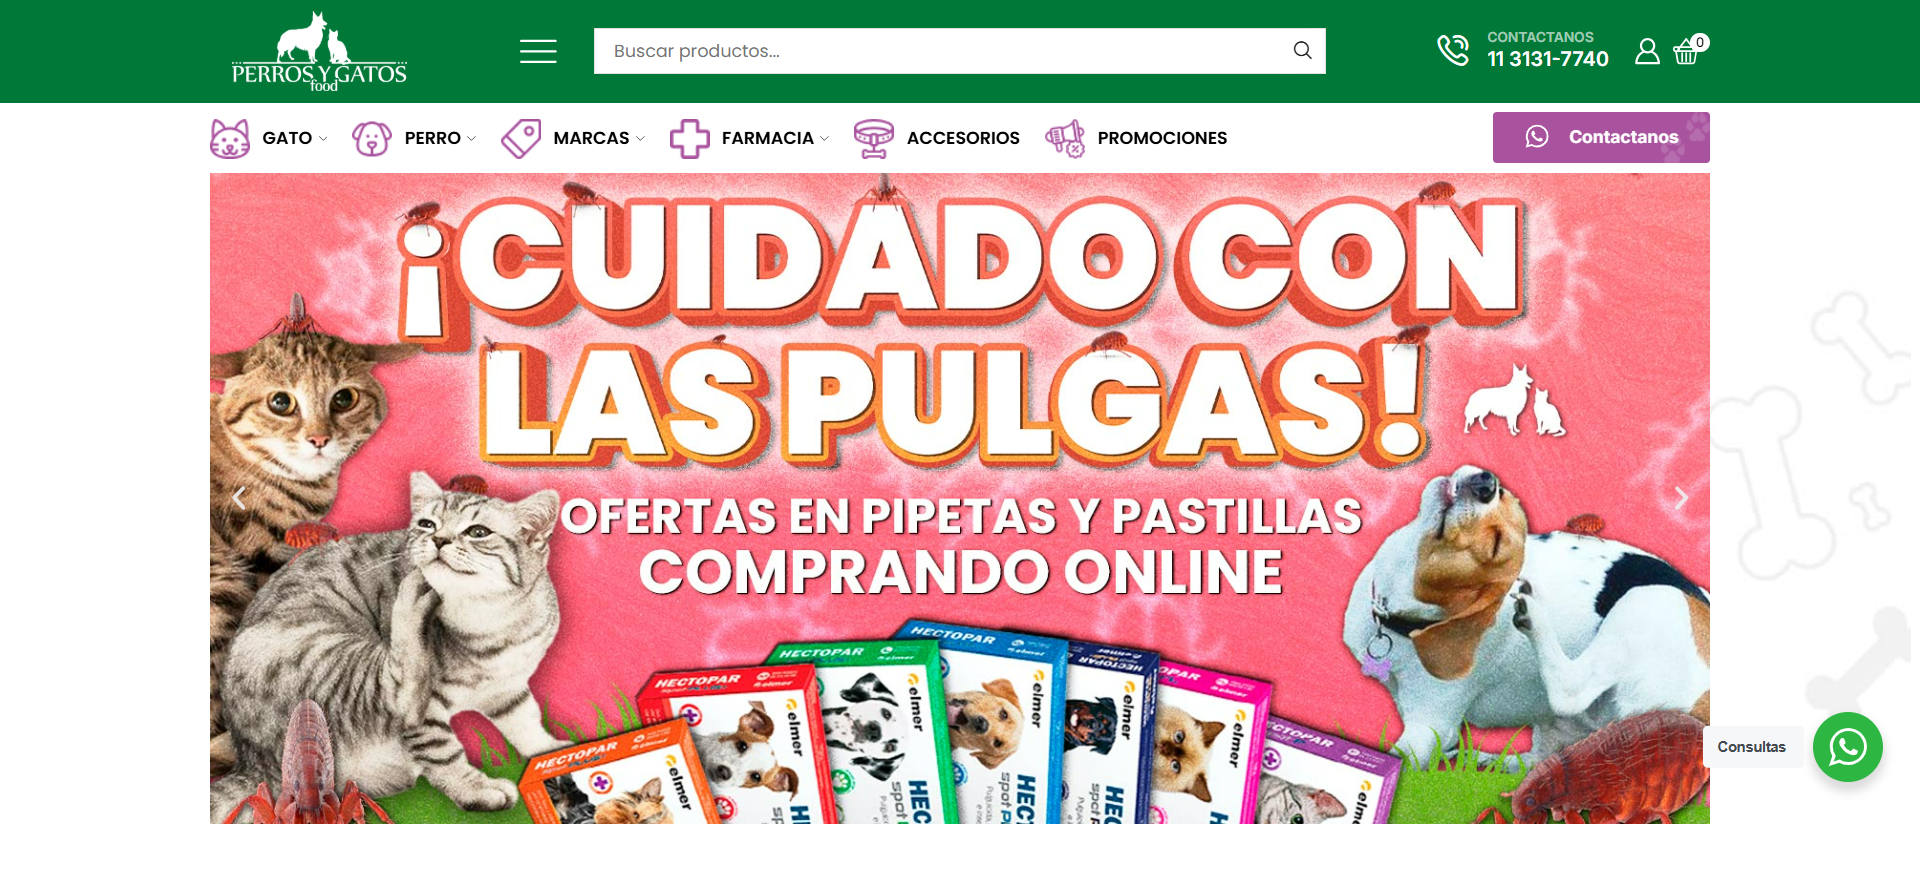 PERROS Y GATOS
food
Buscar productos...
CONTACTANOS
11 3131-7740
0
GATO
PERRO
MARCAS
FARMACIA
ACCESORIOS
PROMOCIONES
Contactanos
¡CUIDADO CON
LAS PULGAS!
OFERTAS EN PIPETAS Y PASTILLAS
COMPRANDO ONLINE
HECTOPAR
elmer
HECTOPAR
elmer
HECTOPAR
elmer
HECTOPAR
elmer
HECTOPAR
elmer
HECTOPAR
elmer
Consultas